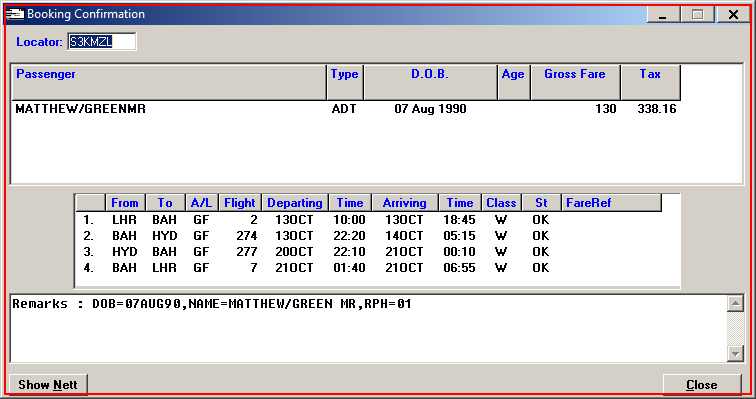 Booking Confirmation
Locator: S3KMZL
Passenger Type D.O.B. Age Gross Fare Tax
MATTHEW/GREENMR ADT 07 Aug 1990 130 338.16
From To A/L Flight Departing Time Arriving Time Class St FareRef
1. LHR BAH GF 2 13OCT 10:00 13OCT 18:45 W OK
2. BAH HYD GF 274 13OCT 22:20 14OCT 05:15 W OK
3. HYD BAH GF 277 20OCT 22:10 21OCT 00:10 W OK
4. BAH LHR GF 7 21OCT 01:40 21OCT 06:55 W OK
Remarks : DOB=07AUG90,NAME=MATTHEW/GREEN MR,RPH=01
Show Nett Close